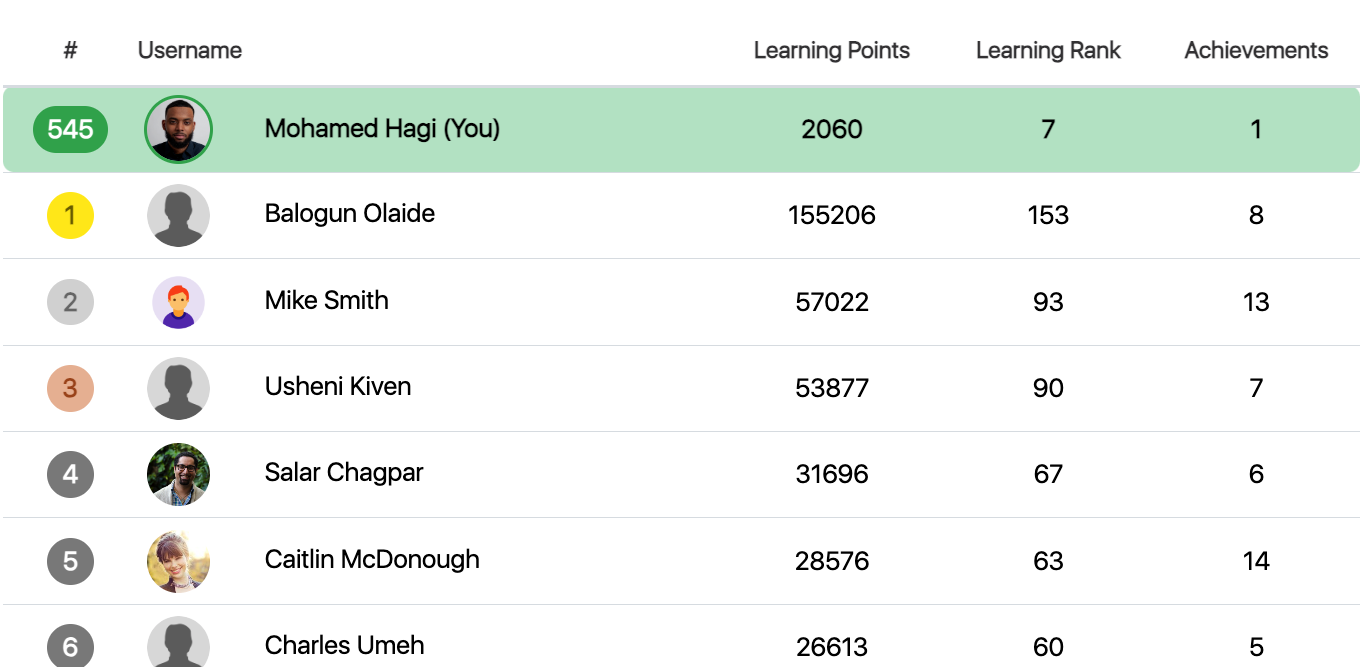 # Username Learning Points Learning Rank Achievements
545 Mohamed Hagi (You) 2060 7 1
1 Balogun Olaide 155206 153 8
2 Mike Smith 57022 93 13
3 Usheni Kiven 53877 90 7
4 Salar Chagpar 31696 67 6
5 Caitlin McDonough 28576 63 14
6 Charles Umeh 26613 60 5